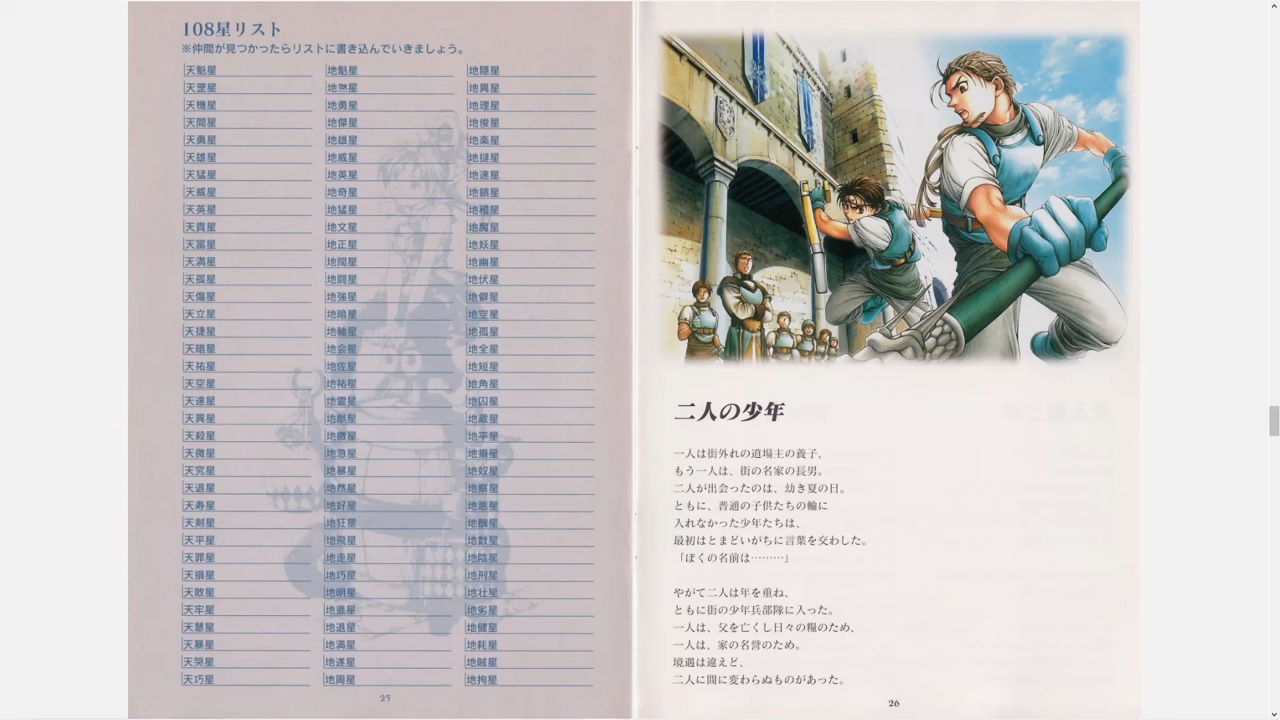 108星リスト
※仲間が見つかったらリストに書き込んでいきましょう。
天魁星
天罡星
天機星
天間星
天勇星
天雄星
天猛星
天威星
天英星
天貴星
天富星
天満星
天孤星
天傷星
天立星
天捷星
天暗星
天祐星
天空星
天速星
天異星
天殺星
天微星
天究星
天退星
天寿星
天剣星
天平星
天罪星
天損星
天敗星
天牢星
天慧星
天暴星
天哭星
天巧星
地魁星
地煞星
地勇星
地傑星
地雄星
地威星
地英星
地奇星
地猛星
地文星
地正星
地闊星
地闘星
地強星
地暗星
地軸星
地会星
地佐星
地祐星
地霊星
地獣星
地微星
地急星
地暴星
地然星
地好星
地狂星
地飛星
地走星
地巧星
地明星
地進星
地退星
地満星
地遂星
地周星
地隠星
地異星
地理星
地俊星
地楽星
地捷星
地速星
地鎮星
地稽星
地魔星
地妖星
地幽星
地伏星
地僻星
地空星
地孤星
地全星
地短星
地角星
地囚星
地蔵星
地平星
地損星
地奴星
地察星
地悪星
地醜星
地数星
地陰星
地刑星
地壮星
地劣星
地健星
地耗星
地賊星
地拘星
25
二人の少年
一人は街外れの道場主の養子、
もう一人は、街の名家の長男。
二人が出会ったのは、幼き夏の日。
ともに、普通の子供たちの輪に
入れなかった少年たちは、
最初はとまどいがちに言葉を交わした。
「ぼくの名前は………」
やがて二人は年を重ね、
ともに街の少年兵部隊に入った。
一人は、父を亡くし日々の糧のため、
一人は、家の名誉のため。
境遇は違えど、
二人に間に変わらぬものがあった。
26